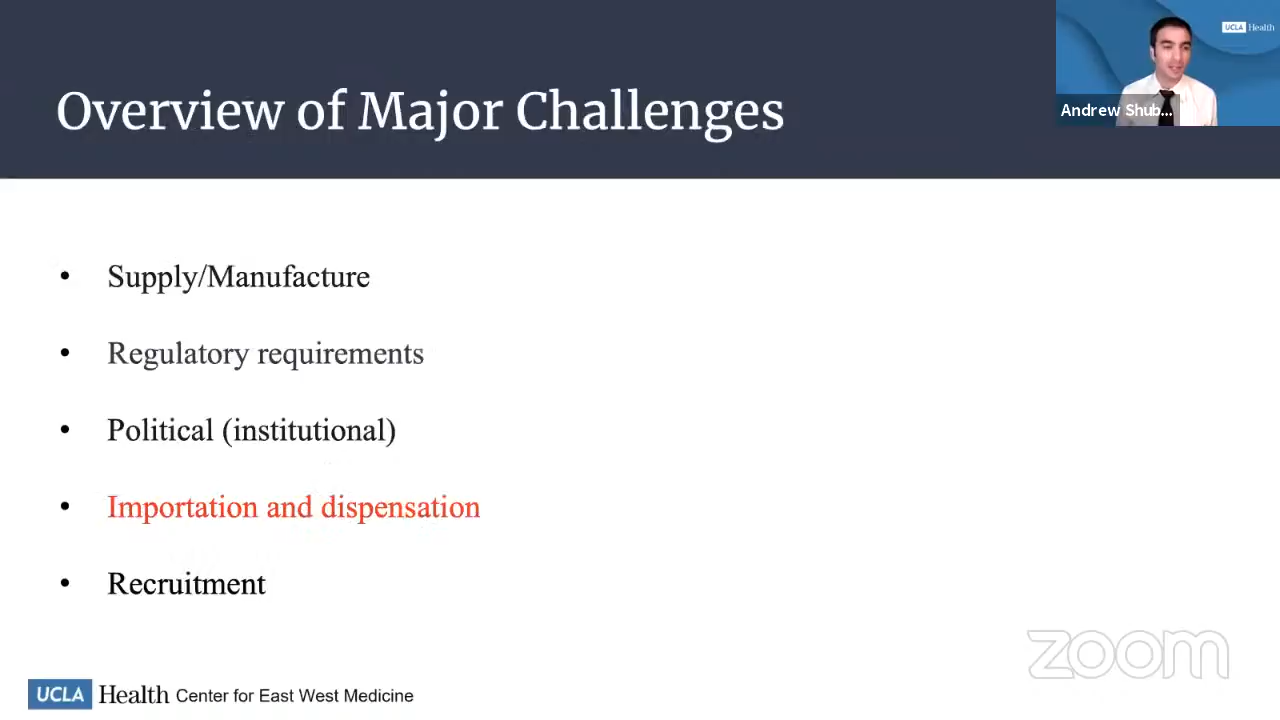 UCLA Health
Overview of Major Challenges
Andrew Shub...
• Supply/Manufacture
• Regulatory requirements
• Political (institutional)
• Importation and dispensation
• Recruitment
zoom
UCLA Health Center for East West Medicine